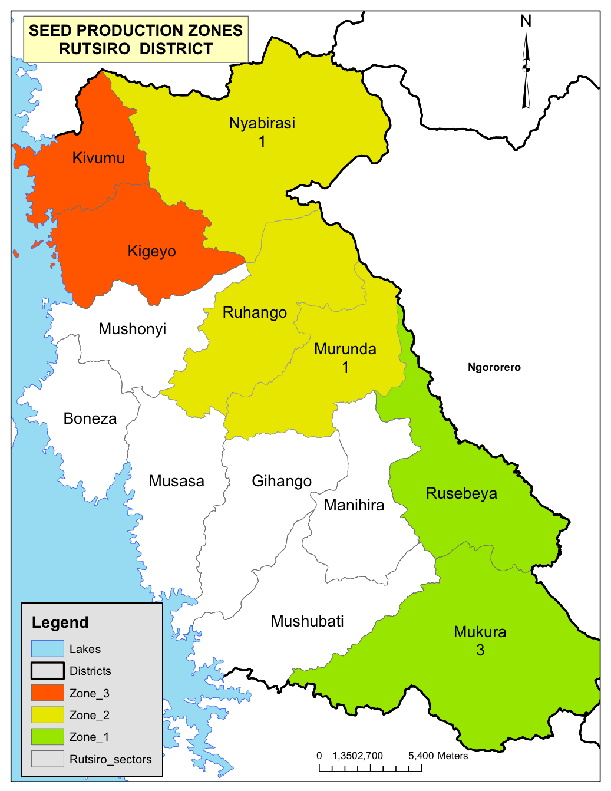 SEED PRODUCTION ZONES
RUTSIRO DISTRICT
N
Nyabirasi
1
Kivumu
Kigeyo
Ruhango
Mushonyi
Murunda
1
Ngororero
Boneza
Musasa
Gihango
Rusebeya
Manihira
Mushubati
Mukura
3
Legend
Lakes
Districts
Zone_3
Zone_2
Zone_1
Rutsiro_sectors
0 1.3502,700 5,400 Meters